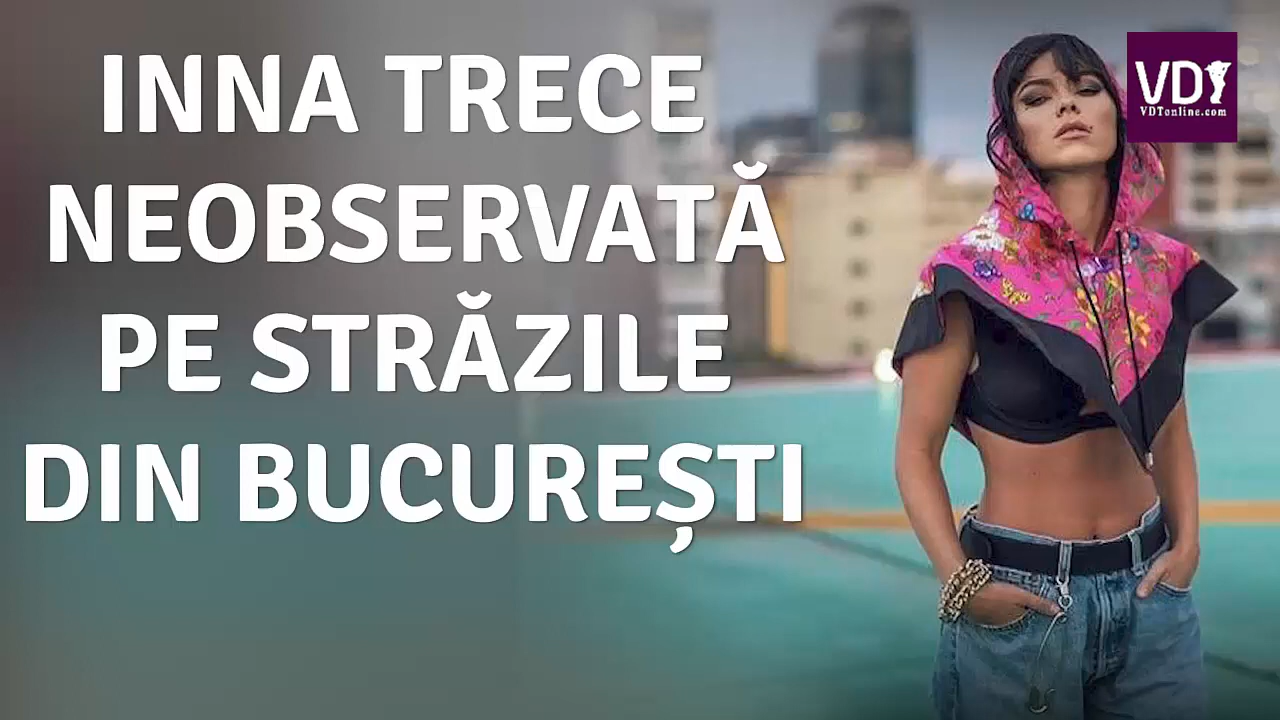 INNA TRECE
NEOBSERVATĂ
PE STRĂZILE
DIN BUCUREȘTI
VD
VDTonline.com